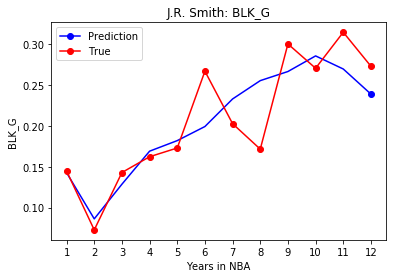 J.R. Smith: BLK_G
Prediction
True
BLK_G
0.30
0.25
0.20
0.15
0.10
1 2 3 4 5 6 7 8 9 10 11 12
Years in NBA